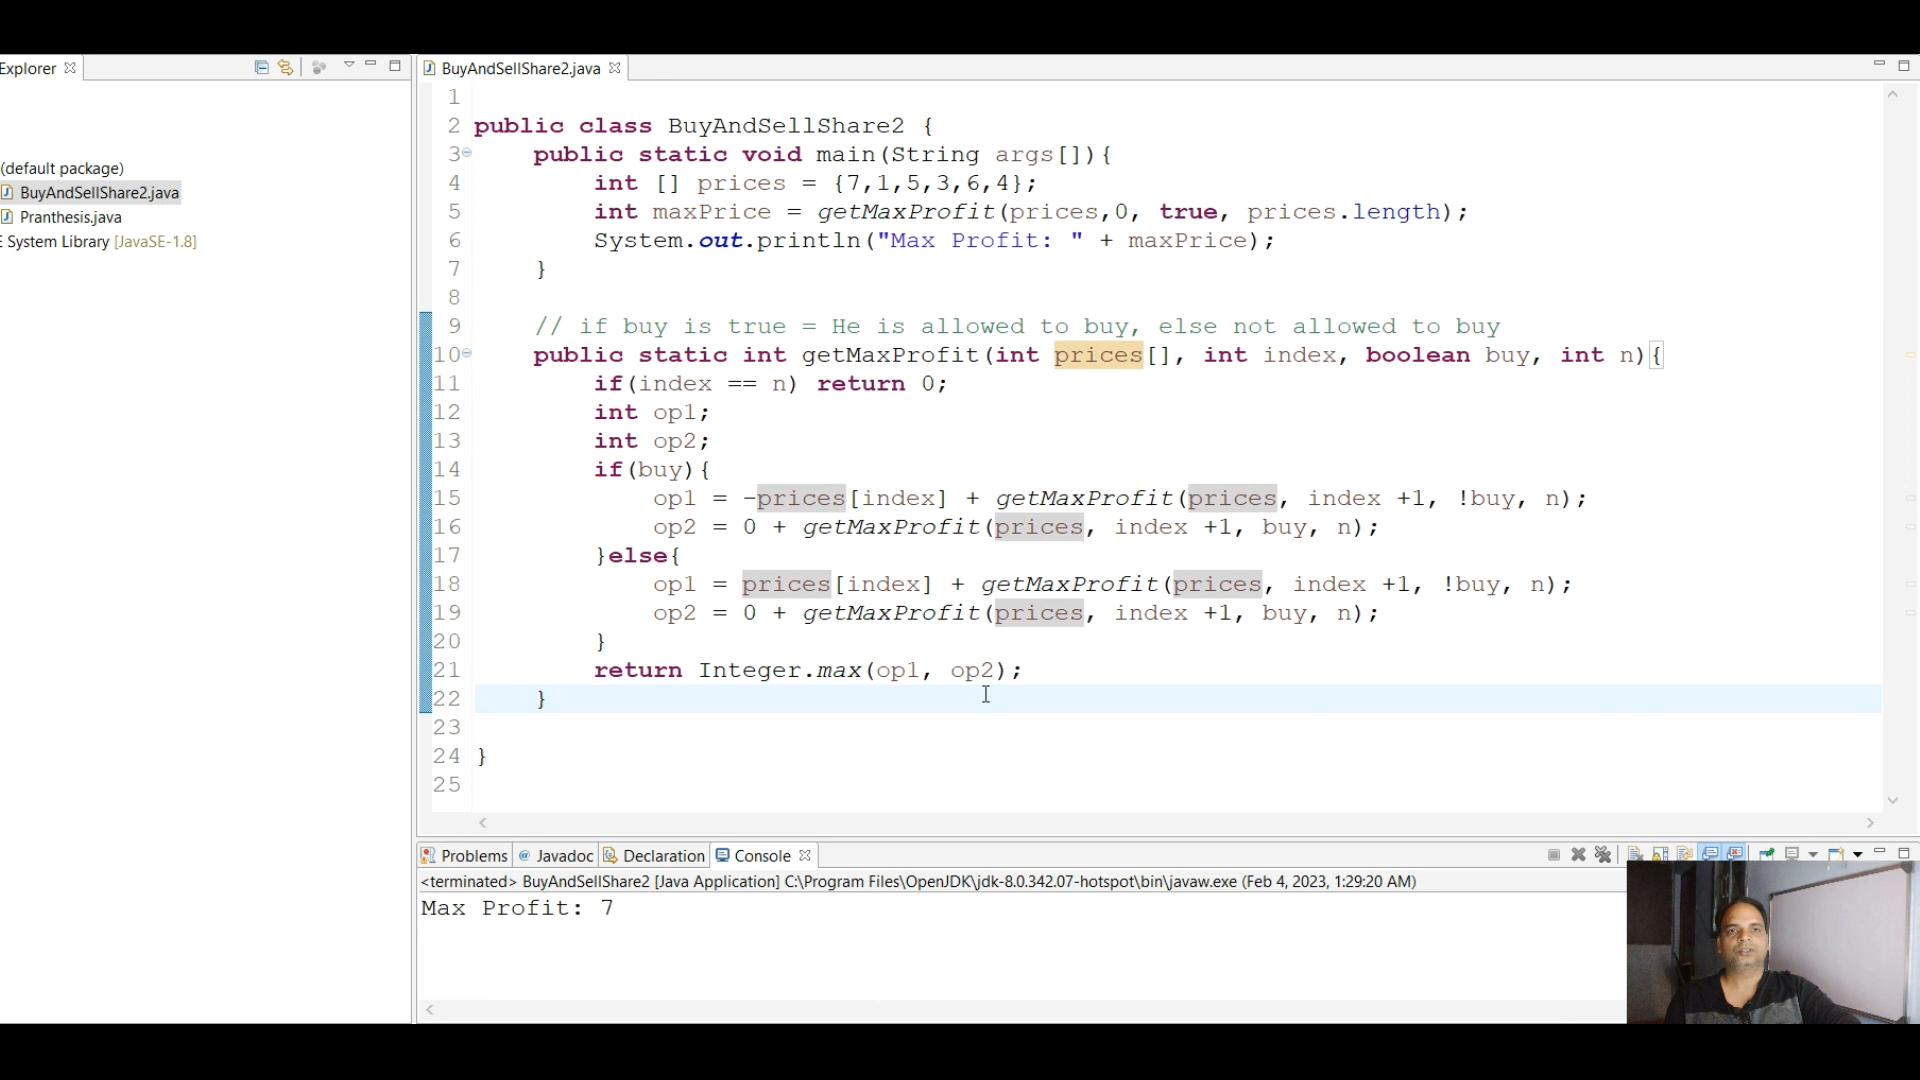 Explorer
BuyAndSellShare2.java
(default package)
BuyAndSellShare2.java
Pranthesis.java
System Library [JavaSE-1.8]
1
2 public class BuyAndSellShare2 {
3 public static void main(String args[]){
4 int [] prices = {7,1,5,3,6,4};
5 int maxPrice = getMaxProfit(prices,0, true, prices.length);
6 System.out.println("Max Profit: " + maxPrice);
7 }
8
9 // if buy is true = He is allowed to buy, else not allowed to buy
10 public static int getMaxProfit(int prices[], int index, boolean buy, int n){
11 if(index == n) return 0;
12 int op1;
13 int op2;
14 if(buy){
15 op1 = -prices[index] + getMaxProfit(prices, index +1, !buy, n);
16 op2 = 0 + getMaxProfit(prices, index +1, buy, n);
17 }else{
18 op1 = prices[index] + getMaxProfit(prices, index +1, !buy, n);
19 op2 = 0 + getMaxProfit(prices, index +1, buy, n);
20 }
21 return Integer.max(op1, op2);
22 }
23
24 }
25
Problems @ Javadoc Declaration Console
<terminated> BuyAndSellShare2 [Java Application] C:\Program Files\OpenJDK\jdk-8.0.342.07-hotspot\bin\javaw.exe (Feb 4, 2023, 1:29:20 AM)
Max Profit: 7